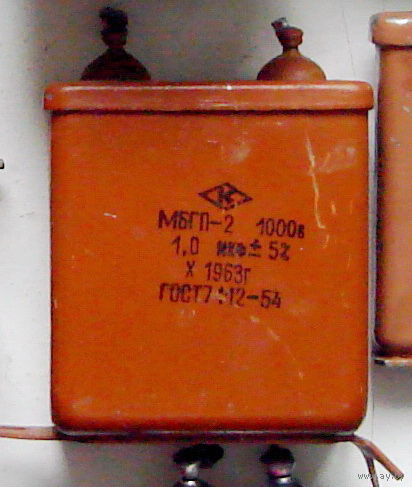 К
МБГП-2 1000в
1,0 мкф ± 5%
X 1963г
ГОСТ7112-54